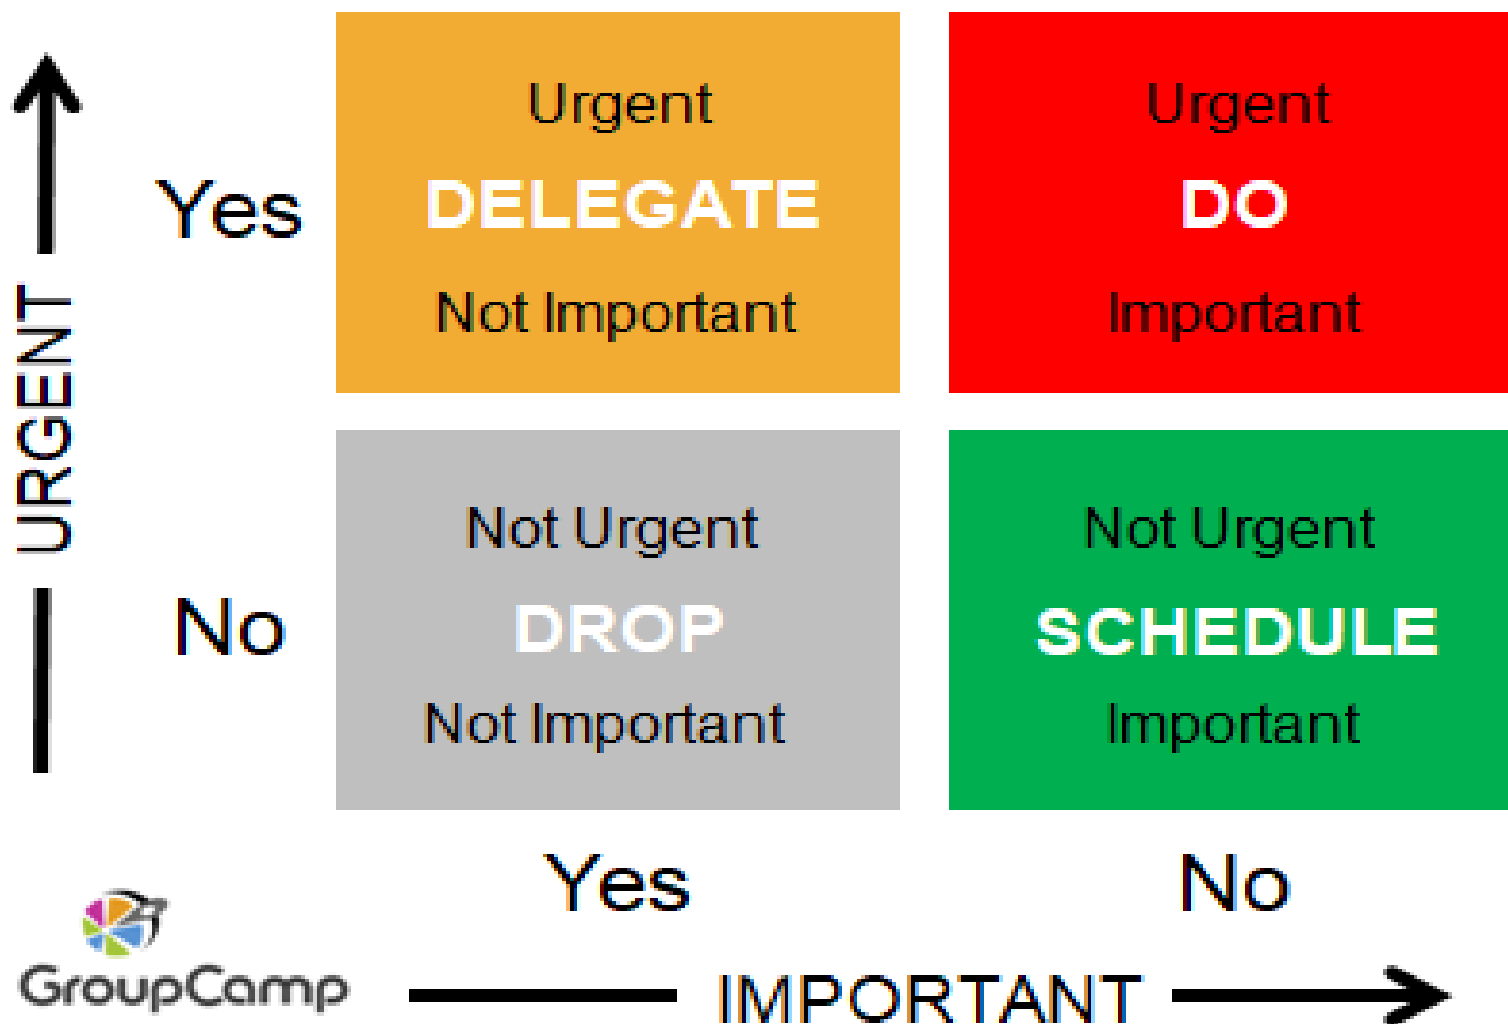 Urgent
DELEGATE
Not Important
Urgent
DO
Important
Yes
URGENT
No
Not Urgent
DROP
Not Important
Not Urgent
SCHEDULE
Important
Yes
No
GroupCamp
IMPORTANT